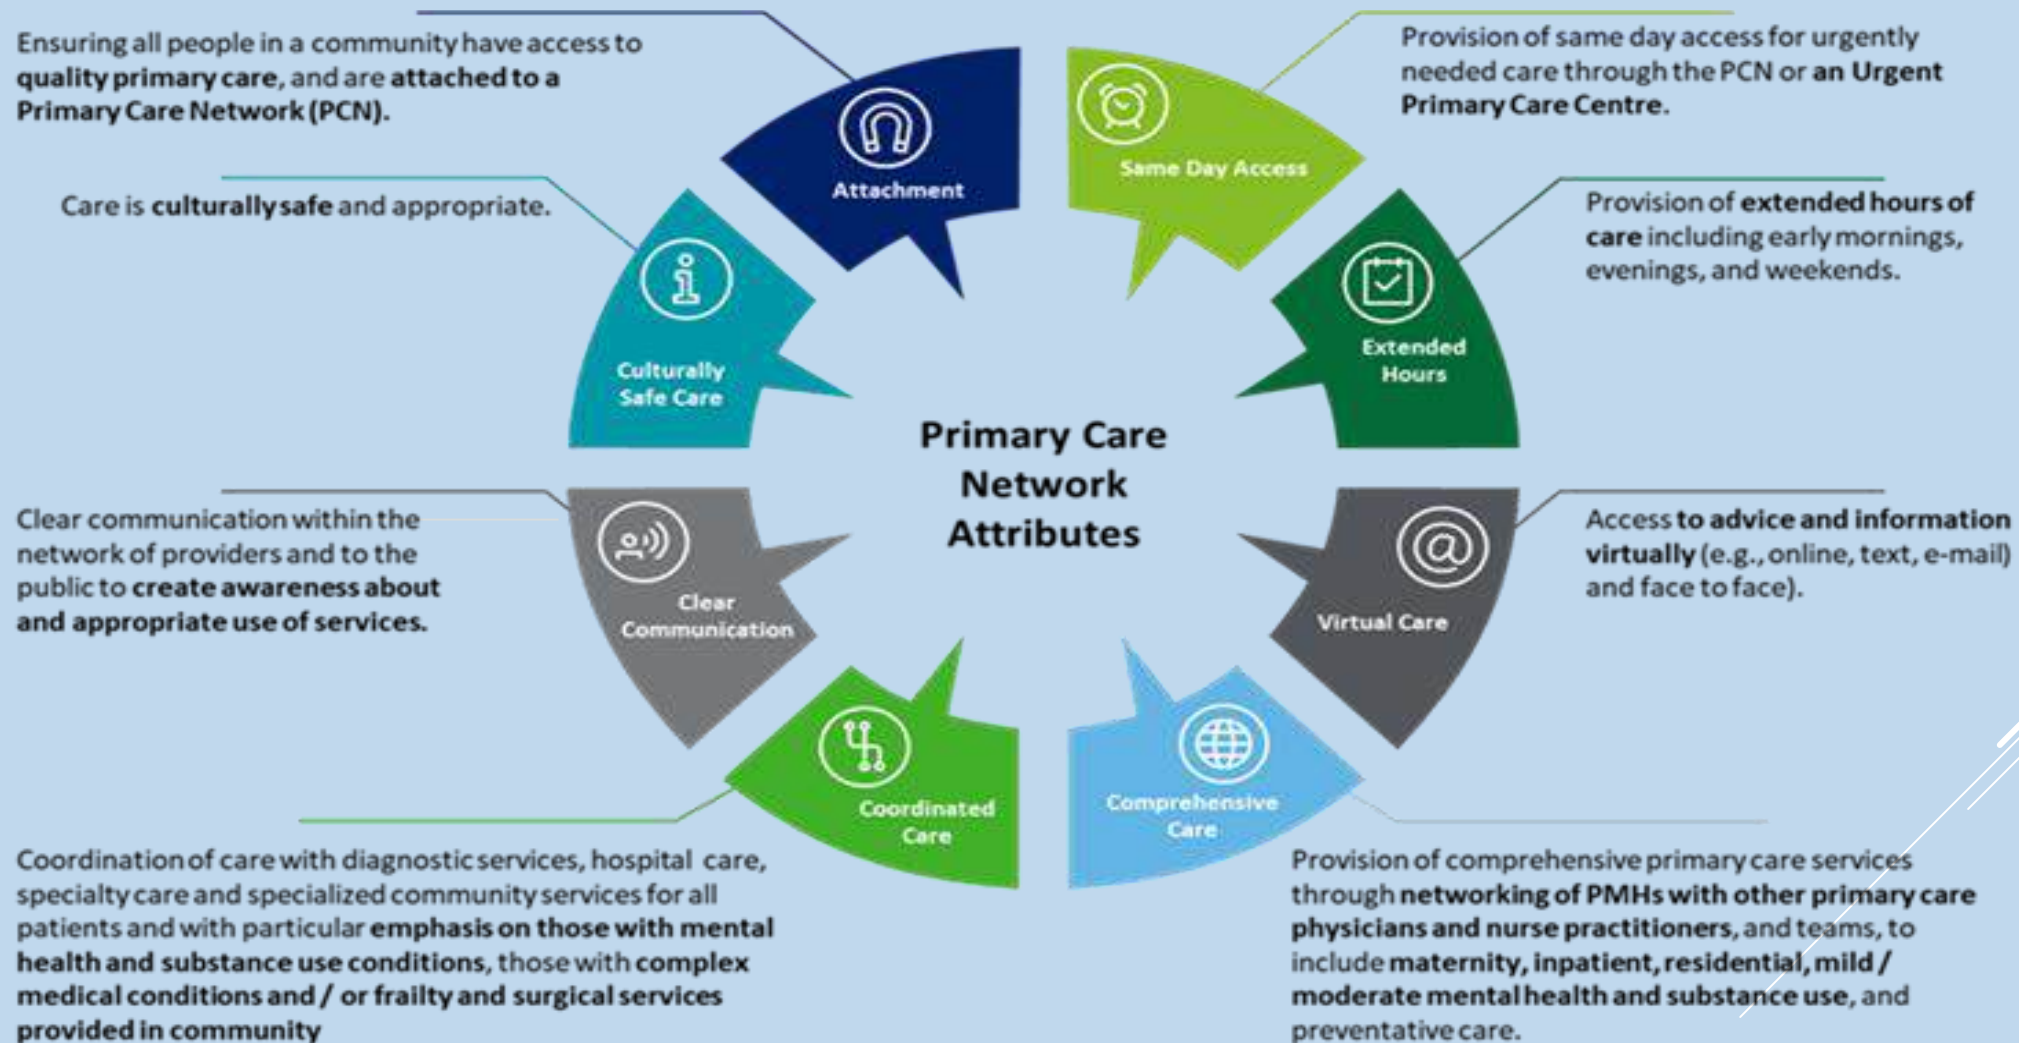 Ensuring all people in a community have access to
quality primary care, and are attached to a
Primary Care Network (PCN).
Attachment
Provision of same day access for urgently
needed care through the PCN or an Urgent
Primary Care Centre.
Same Day Access
Care is culturally safe and appropriate.
Culturally
Safe Care
Provision of extended hours of
care including early mornings,
evenings, and weekends.
Extended
Hours
Primary Care
Network
Attributes
Clear communication within the
network of providers and to the
public to create awareness about
and appropriate use of services.
Clear
Communication
Access to advice and information
virtually (e.g., online, text, e-mail)
and face to face).
@
Virtual Care
Coordinated
Care
Coordination of care with diagnostic services, hospital care,
specialty care and specialized community services for all
patients and with particular emphasis on those with mental
health and substance use conditions, those with complex
medical conditions and / or frailty and surgical services
provided in community
Comprehensive
Care
Provision of comprehensive primary care services
through networking of PMHs with other primary care
physicians and nurse practitioners, and teams, to
include maternity, inpatient, residential, mild /
moderate mental health and substance use, and
preventative care.